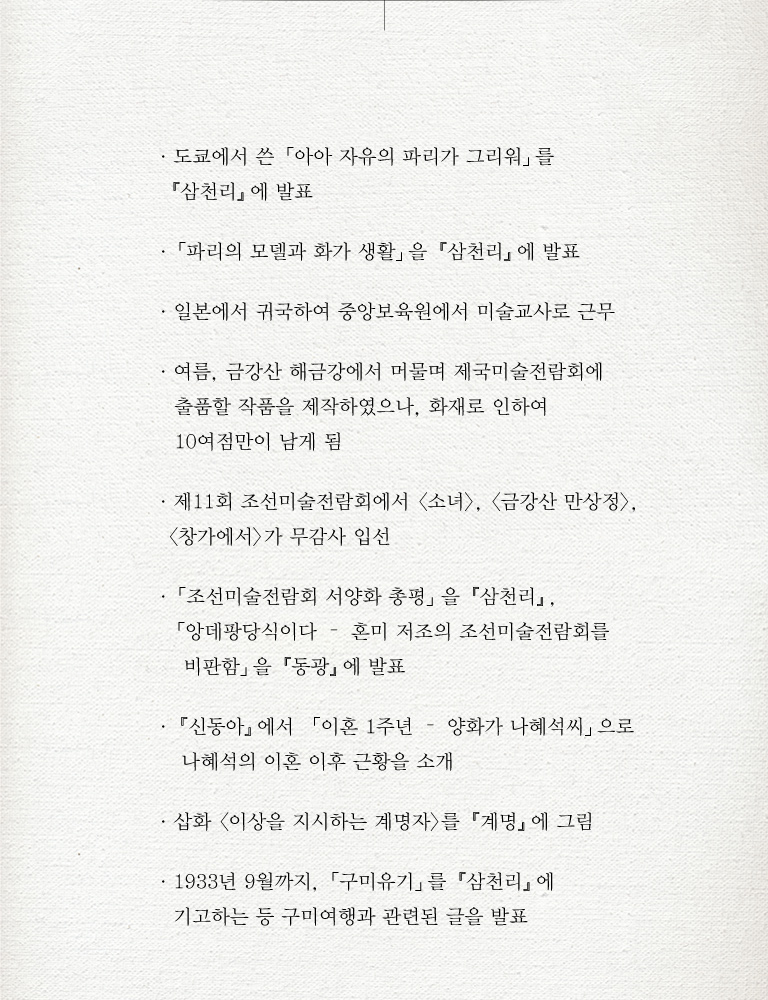 · 도쿄에서 쓴 「아아 자유의 파리가 그리워」를
『삼천리』에 발표
· 「파리의 모델과 화가 생활」을 『삼천리』에 발표
· 일본에서 귀국하여 중앙보육원에서 미술교사로 근무
· 여름, 금강산 해금강에서 머물며 제국미술전람회에
출품할 작품을 제작하였으나, 화재로 인하여
10여점만이 남게 됨
· 제11회 조선미술전람회에서 〈소녀〉, 〈금강산 만상정〉,
〈창가에서〉가 무감사 입선
· 「조선미술전람회 서양화 총평」을 『삼천리』,
「앙데팡당식이다 - 혼미 저조의 조선미술전람회를
비판함」을 『동광』에 발표
· 『신동아』에서 「이혼 1주년 - 양화가 나혜석씨」으로
나혜석의 이혼 이후 근황을 소개
· 삽화 〈이상을 지시하는 계명자〉를 『계명』에 그림
· 1933년 9월까지, 「구미유기」를 『삼천리』에
기고하는 등 구미여행과 관련된 글을 발표